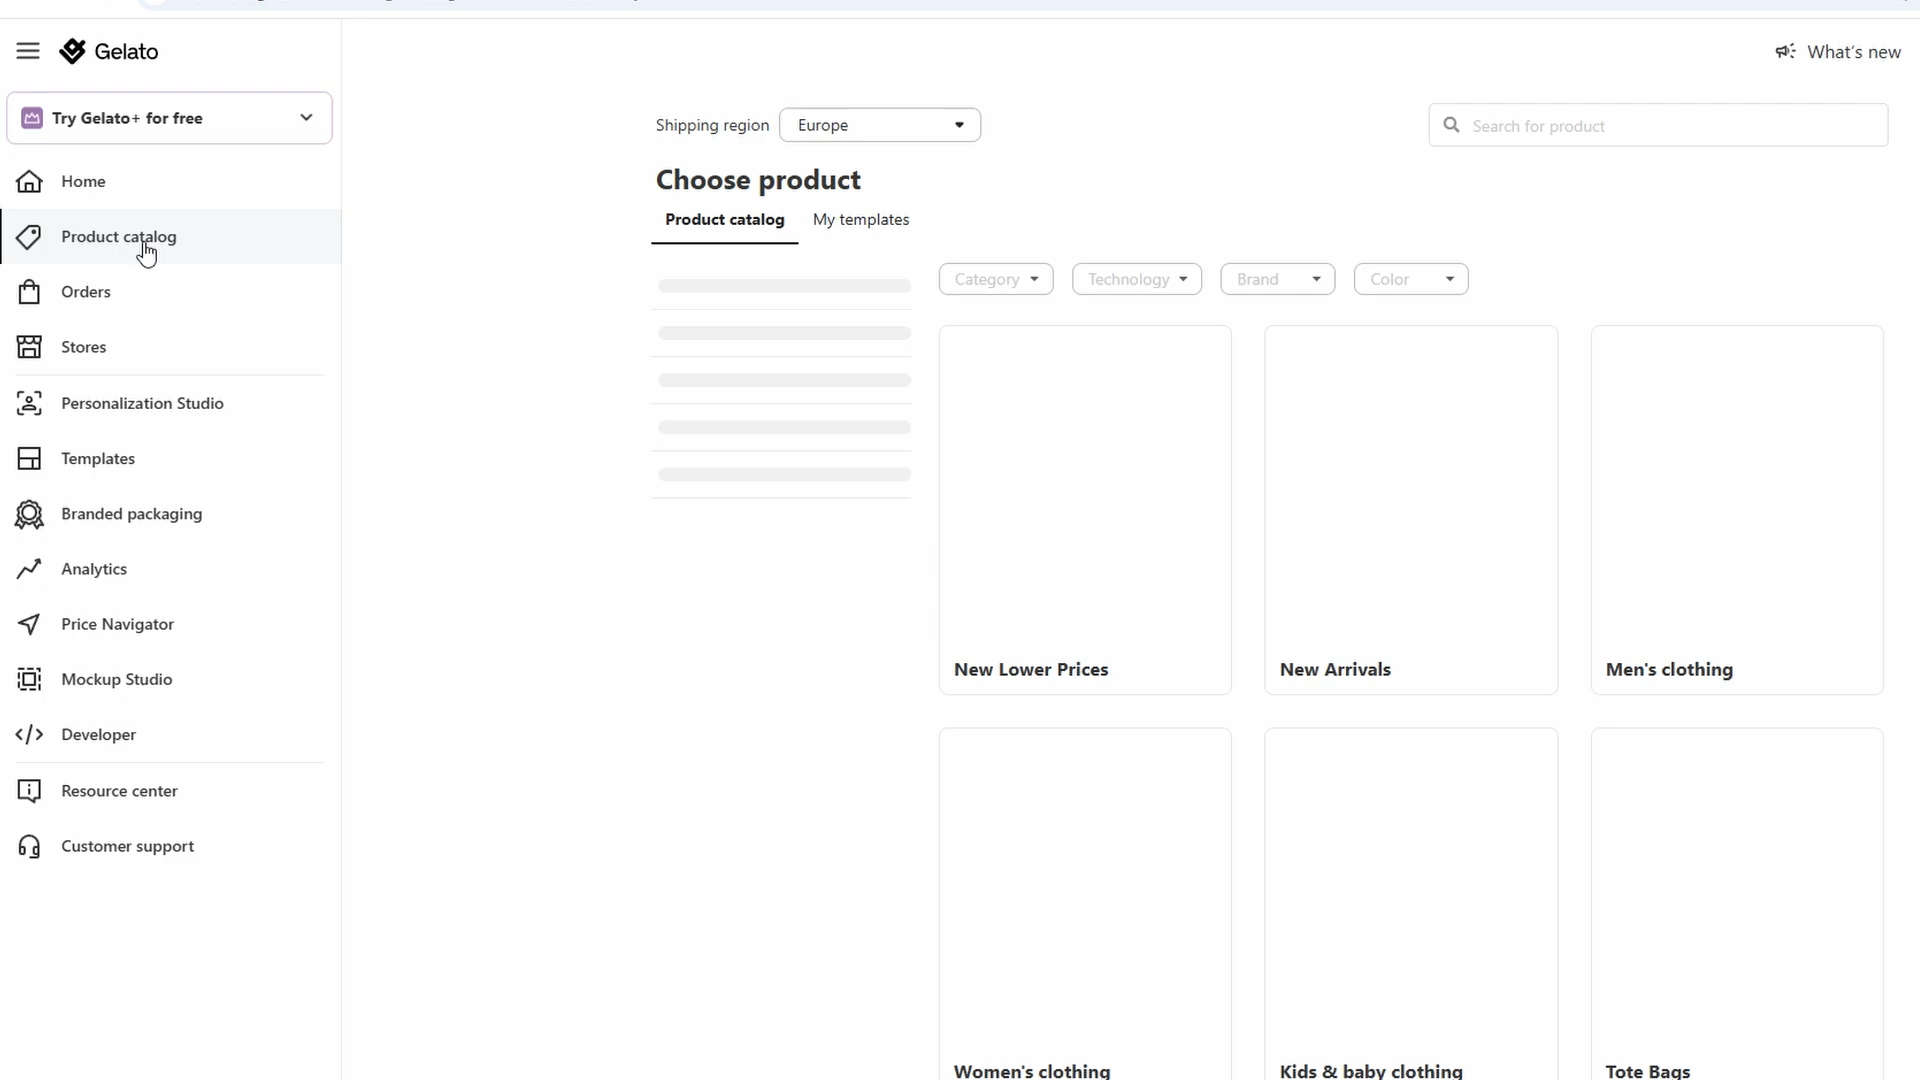 Gelato
What's new
Try Gelato+ for free
Shipping region
Europe
Search for product
Home
Choose product
Product catalog
My templates
Product catalog
Category
Technology
Brand
Color
Orders
Stores
Personalization Studio
Templates
Branded packaging
Analytics
Price Navigator
New Lower Prices
New Arrivals
Men's clothing
Mockup Studio
Developer
Resource center
Customer support
Women's clothing
Kids & baby clothing
Tote Bags